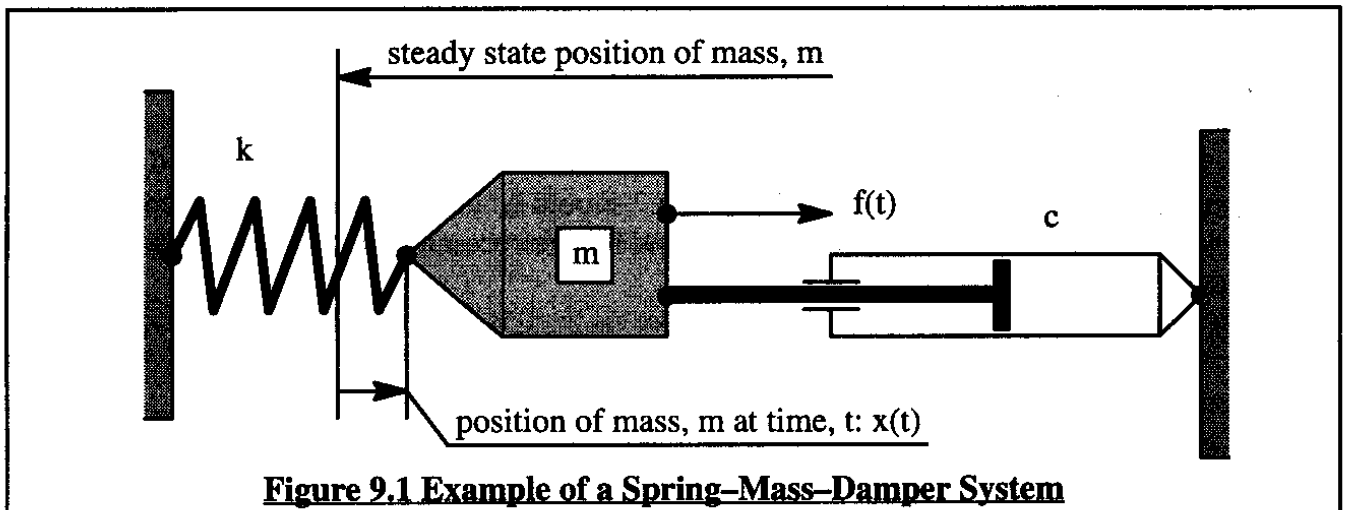 steady state position of mass, m
k
f(t)
c
m
position of mass, m at time, t: x(t)
Figure 9.1 Example of a Spring–Mass–Damper System